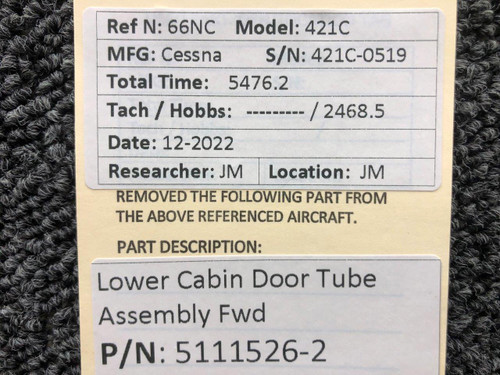 Ref N: 66NC Model: 421C
MFG: Cessna S/N: 421C-0519
Total Time: 5476.2
Tach / Hobbs: --------- / 2468.5
Date: 12-2022
Researcher: JM Location: JM
REMOVED THE FOLLOWING PART FROM
THE ABOVE REFERENCED AIRCRAFT.
PART DESCRIPTION:
Lower Cabin Door Tube
Assembly Fwd
P/N: 5111526-2